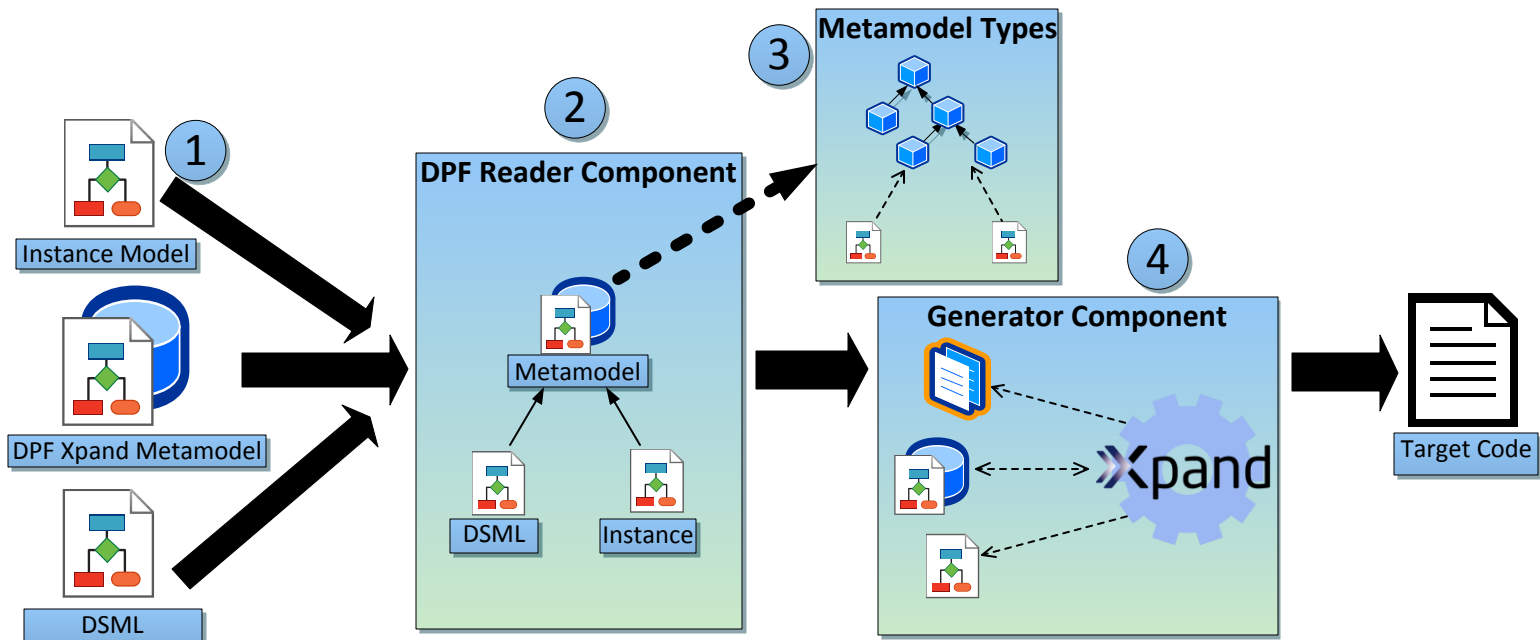 1
Instance Model
DPF Xpand Metamodel
DSML
2
DPF Reader Component
Metamodel
DSML
Instance
3
Metamodel Types
4
Generator Component
Xpand
Target Code